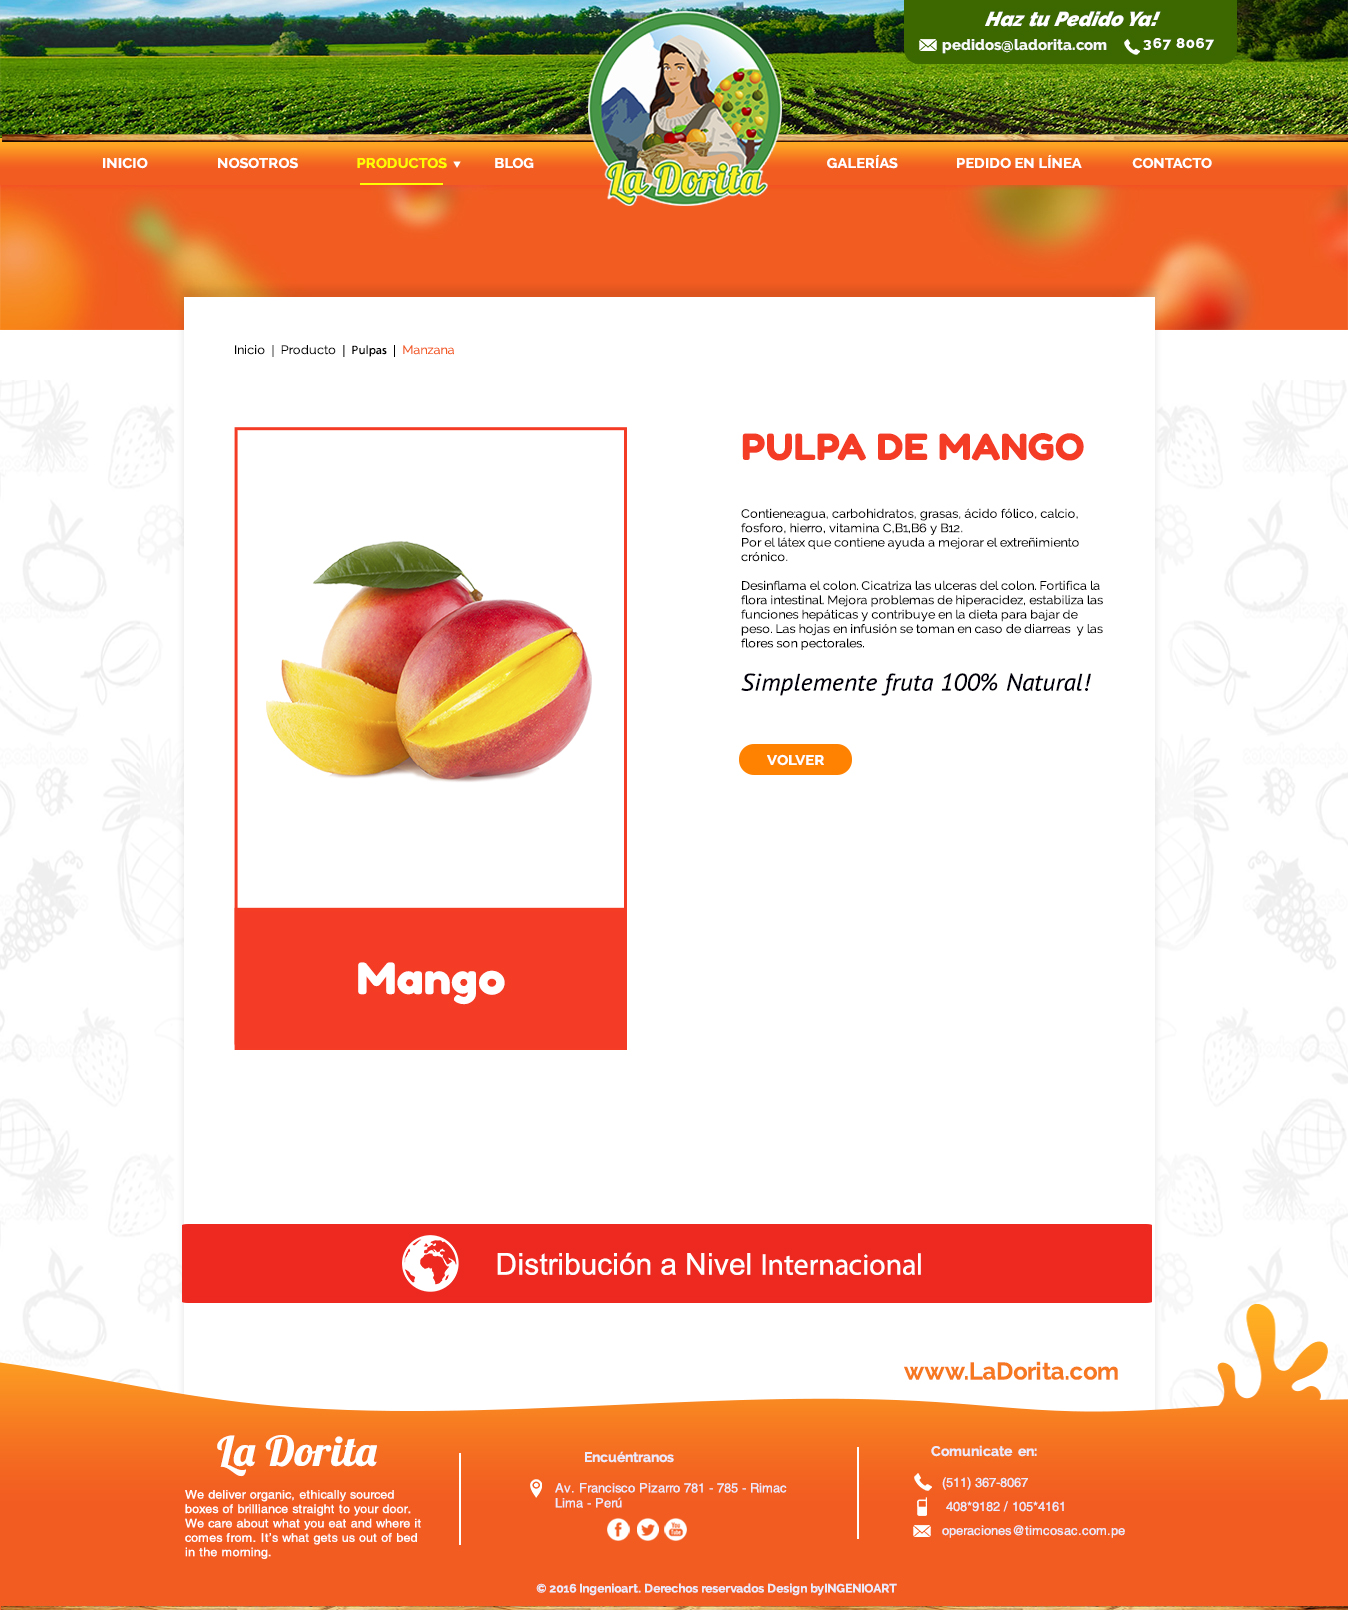 Haz tu Pedido Ya!
pedidos@ladorita.com 367 8067
INICIO NOSOTROS PRODUCTOS ▼ BLOG GALERÍAS PEDIDO EN LÍNEA CONTACTO
La Dorita
Inicio | Producto | Pulpas | Manzana
PULPA DE MANGO
Contiene:agua, carbohidratos, grasas, ácido fólico, calcio,
fosforo, hierro, vitamina C,B1,B6 y B12.
Por el látex que contiene ayuda a mejorar el extreñimiento
crónico.
Desinflama el colon. Cicatriza las ulceras del colon. Fortifica la
flora intestinal. Mejora problemas de hiperacidez, estabiliza las
funciones hepáticas y contribuye en la dieta para bajar de
peso. Las hojas en infusión se toman en caso de diarreas  y las
flores son pectorales.
Simplemente fruta 100% Natural!
VOLVER
Mango
Distribución a Nivel Internacional
www.LaDorita.com
La Dorita
We deliver organic, ethically sourced
boxes of brilliance straight to your door.
We care about what you eat and where it
comes from. It's what gets us out of bed
in the morning.
Encuéntranos
Av. Francisco Pizarro 781 - 785 - Rimac
Lima - Perú
You
Tube
Comunicate en:
(511) 367-8067
408*9182 / 105*4161
operaciones@timcosac.com.pe
© 2016 Ingenioart. Derechos reservados Design byINGENIOART